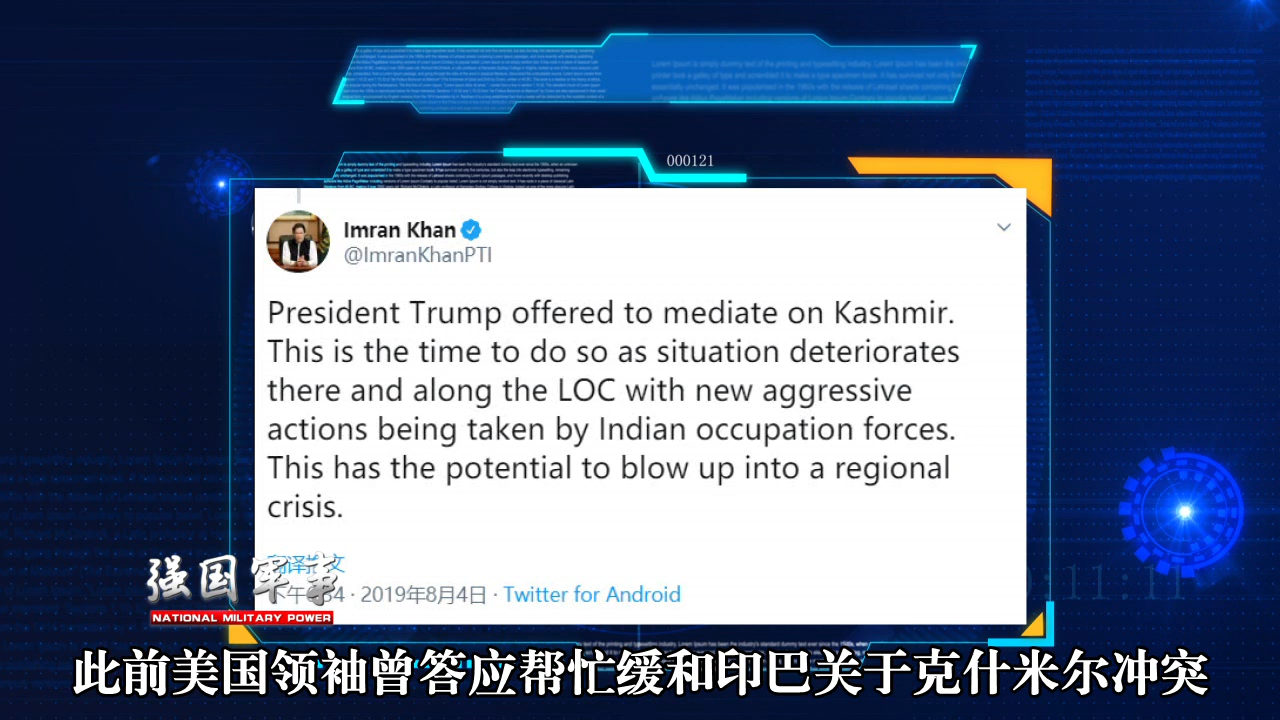 000121
Imran Khan
@ImranKhanPTI
President Trump offered to mediate on Kashmir.
This is the time to do so as situation deteriorates
there and along the LOC with new aggressive
actions being taken by Indian occupation forces.
This has the potential to blow up into a regional
crisis.
强国军事
NATIONAL MILITARY POWER
2019年8月4日 · Twitter for Android
此前美国领袖曾答应帮忙缓和印巴关于克什米尔冲突